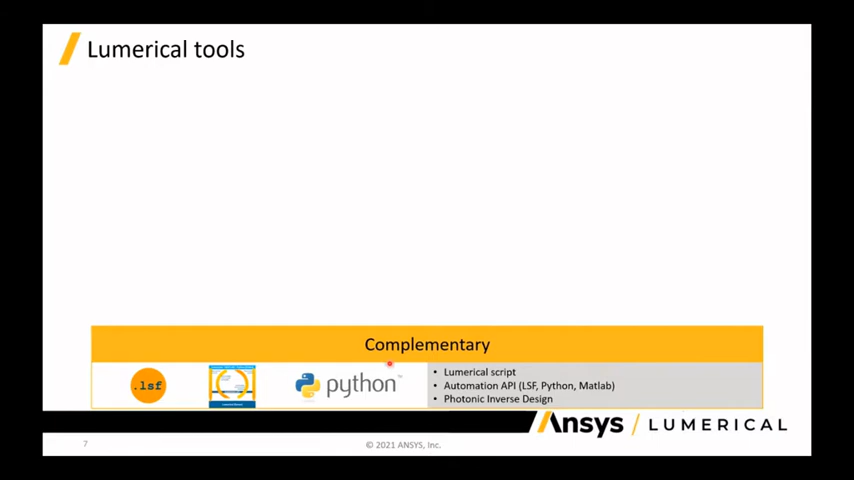 Lumerical tools
Complementary
.lsf
python™
• Lumerical script
• Automation API (LSF, Python, Matlab)
• Photonic Inverse Design
Ansys / LUMERICAL
7
© 2021 ANSYS, Inc.